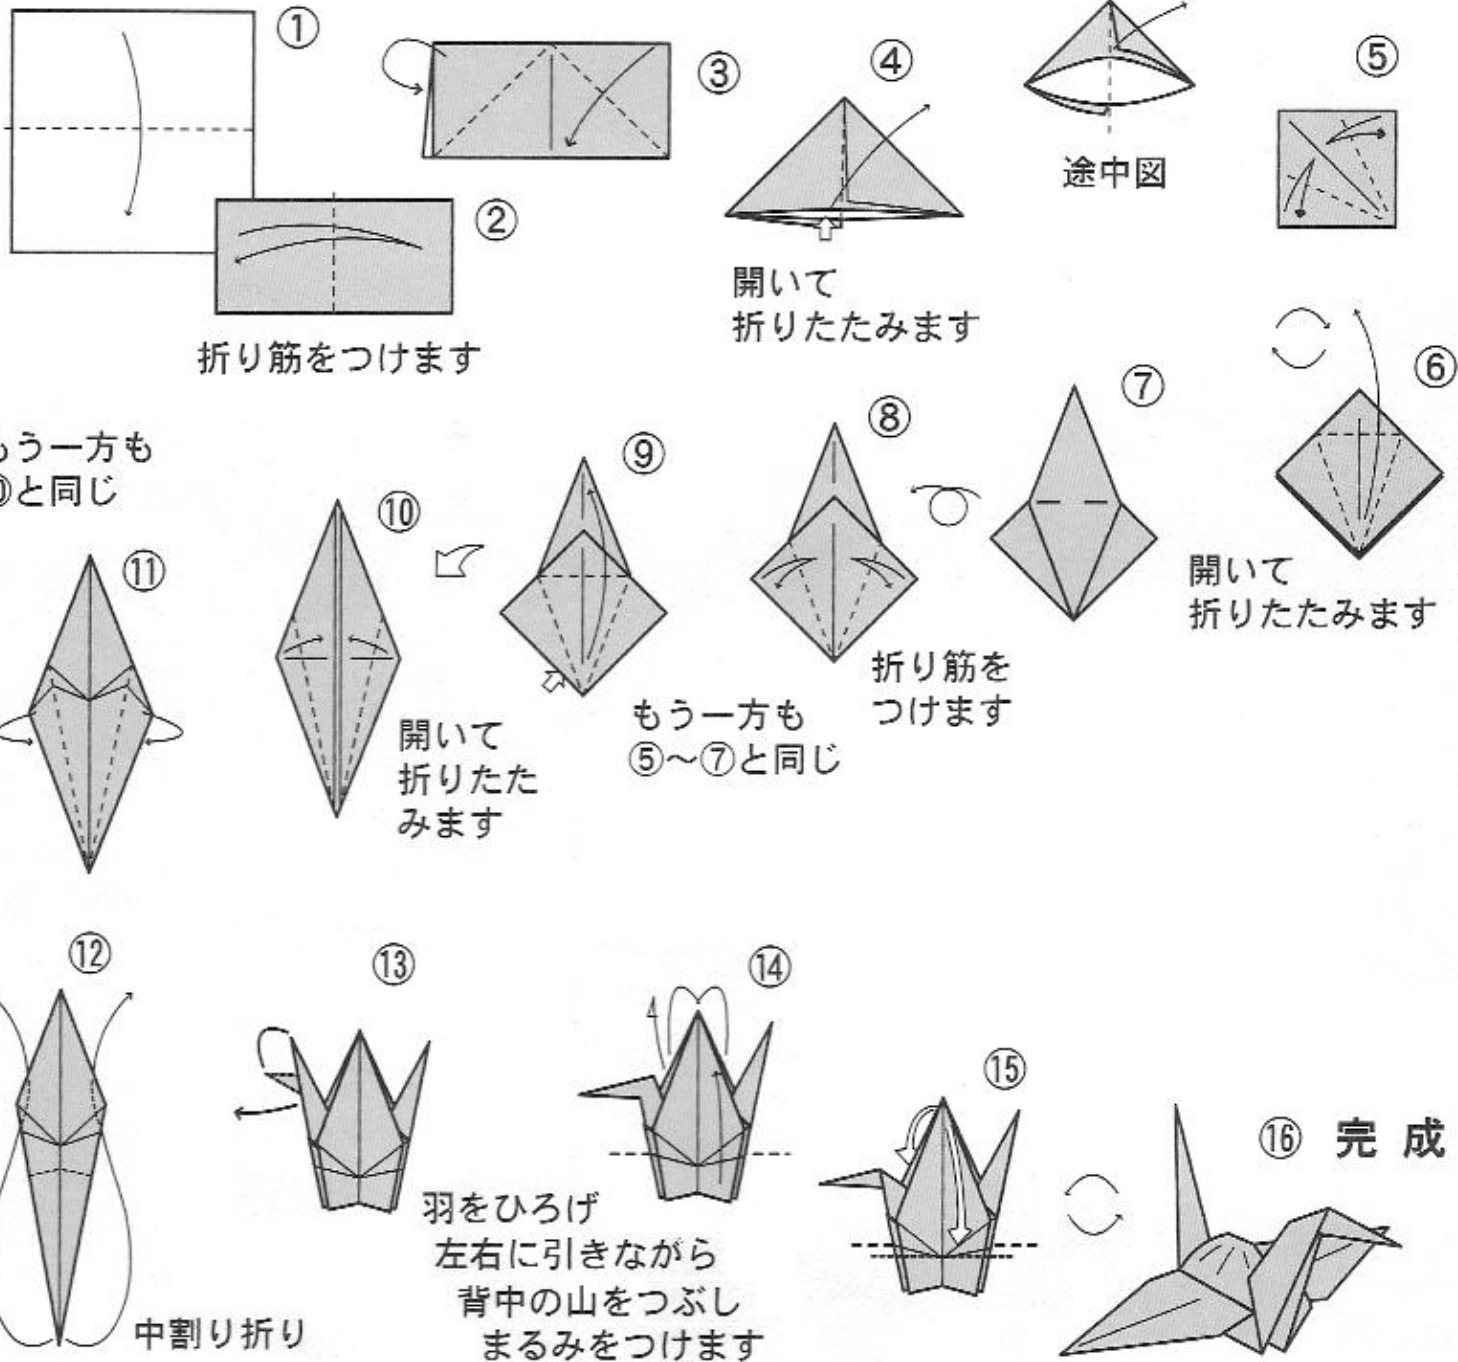 ①
②
折り筋をつけます
③
④
開いて
折りたたみます
途中図
⑤
⑥
開いて
折りたたみます
⑦
⑧
折り筋を
つけます
⑨
もう一方も
⑤～⑦と同じ
⑩
開いて
折りたた
みます
もう一方も
と同じ
⑪
⑫
中割り折り
⑬
⑭
羽をひろげ
左右に引きながら
背中の山をつぶし
まるみをつけます
⑮
⑯ 完成